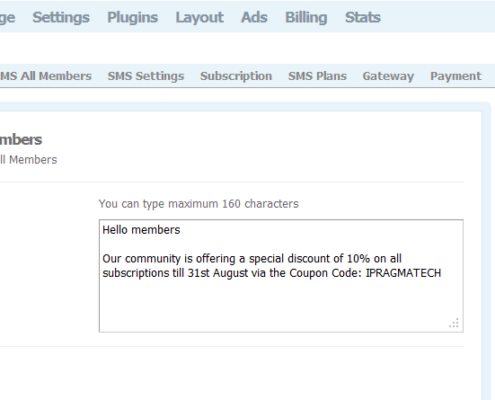 ge Settings Plugins Layout Ads Billing Stats
MS All Members SMS Settings Subscription SMS Plans Gateway Payment
mbers
ll Members
You can type maximum 160 characters
Hello members
Our community is offering a special discount of 10% on all
subscriptions till 31st August via the Coupon Code: IPRAGMATECH